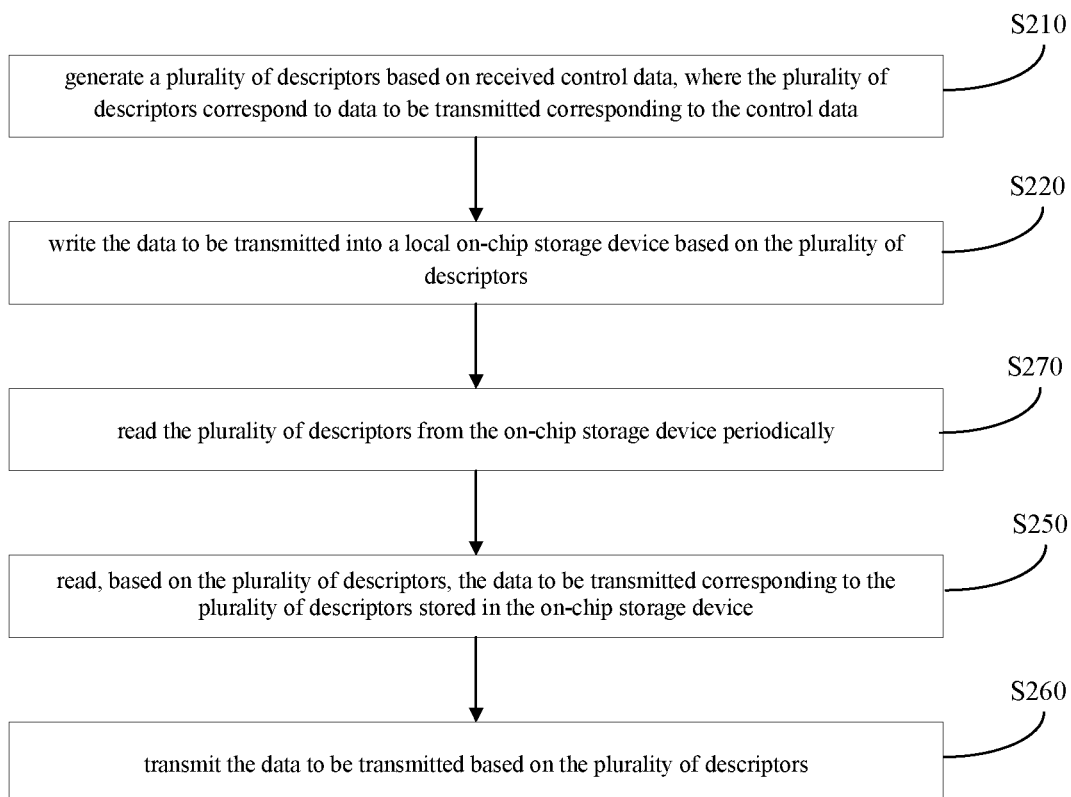 S210
generate a plurality of descriptors based on received control data, where the plurality of
descriptors correspond to data to be transmitted corresponding to the control data
S220
write the data to be transmitted into a local on-chip storage device based on the plurality of
descriptors
S270
read the plurality of descriptors from the on-chip storage device periodically
S250
read, based on the plurality of descriptors, the data to be transmitted corresponding to the
plurality of descriptors stored in the on-chip storage device
S260
transmit the data to be transmitted based on the plurality of descriptors